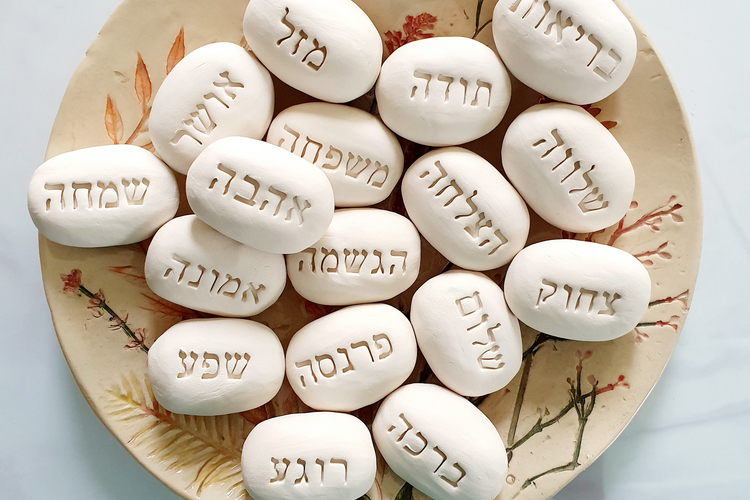 מזל
בריאות
תודה
אושר
משפחה
שלווה
שמחה
אהבה
הצלחה
אמונה
הגשמה
צחוק
שלום
שפע
פרנסה
ברכה
רוגע